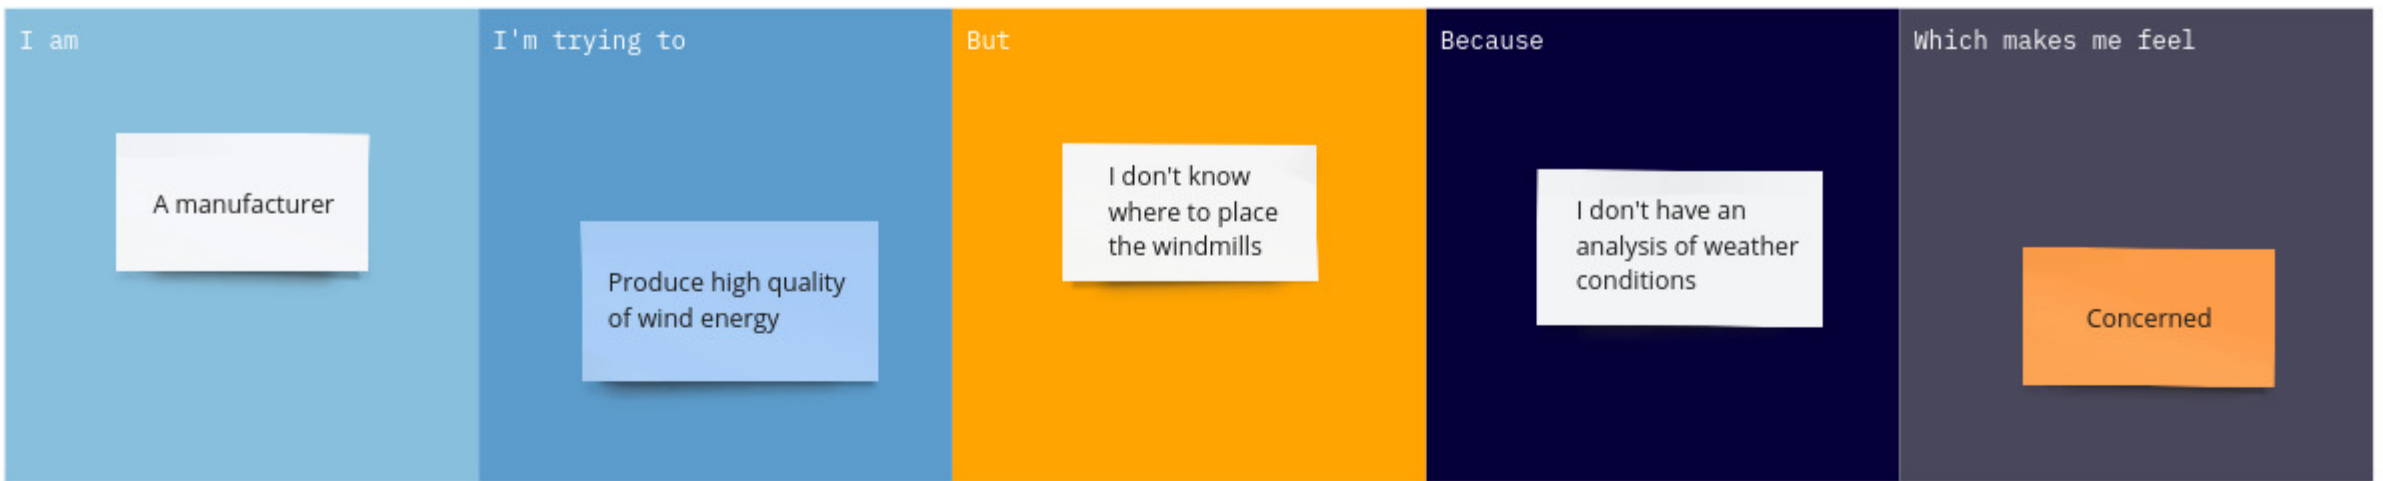 I am
A manufacturer
I'm trying to
Produce high quality
of wind energy
But
I don't know
where to place
the windmills
Because
I don't have an
analysis of weather
conditions
Which makes me feel
Concerned